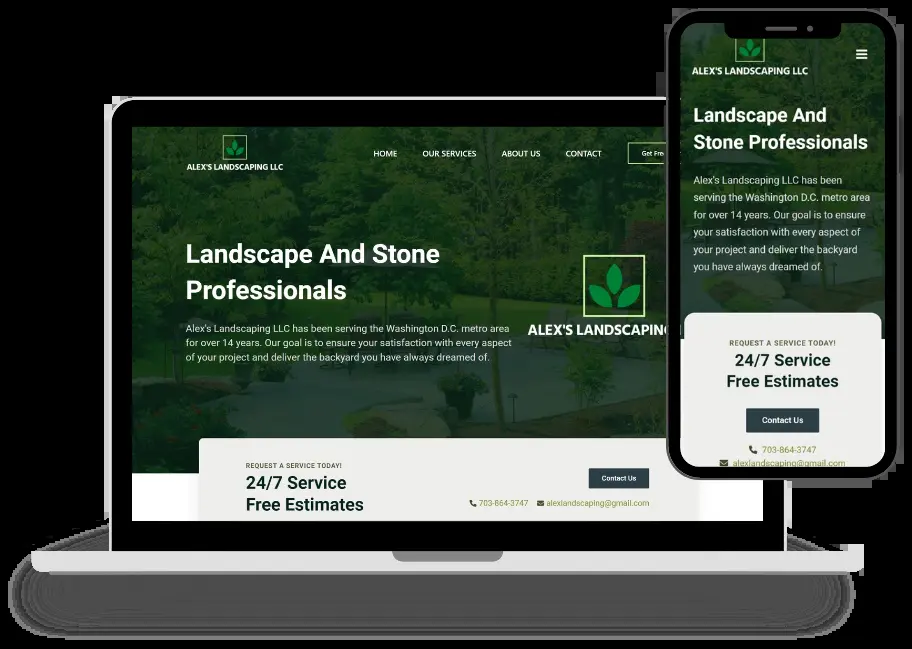 ALEX'S LANDSCAPING LLC
HOME OUR SERVICES ABOUT US CONTACT Get Fre
Landscape And Stone
Professionals
Alex's Landscaping LLC has been serving the Washington D.C. metro area
for over 14 years. Our goal is to ensure your satisfaction with every aspect
of your project and deliver the backyard you have always dreamed of.
ALEX'S LANDSCAPING
REQUEST A SERVICE TODAY!
24/7 Service
Free Estimates
Contact Us
703-864-3747 alexlandscaping@gmail.com
ALEX'S LANDSCAPING LLC
Landscape And
Stone Professionals
Alex's Landscaping LLC has been
serving the Washington D.C. metro area
for over 14 years. Our goal is to ensure
your satisfaction with every aspect of
your project and deliver the backyard
you have always dreamed of.
REQUEST A SERVICE TODAY!
24/7 Service
Free Estimates
Contact Us
703-864-3747
alexlandscaping@gmail.com